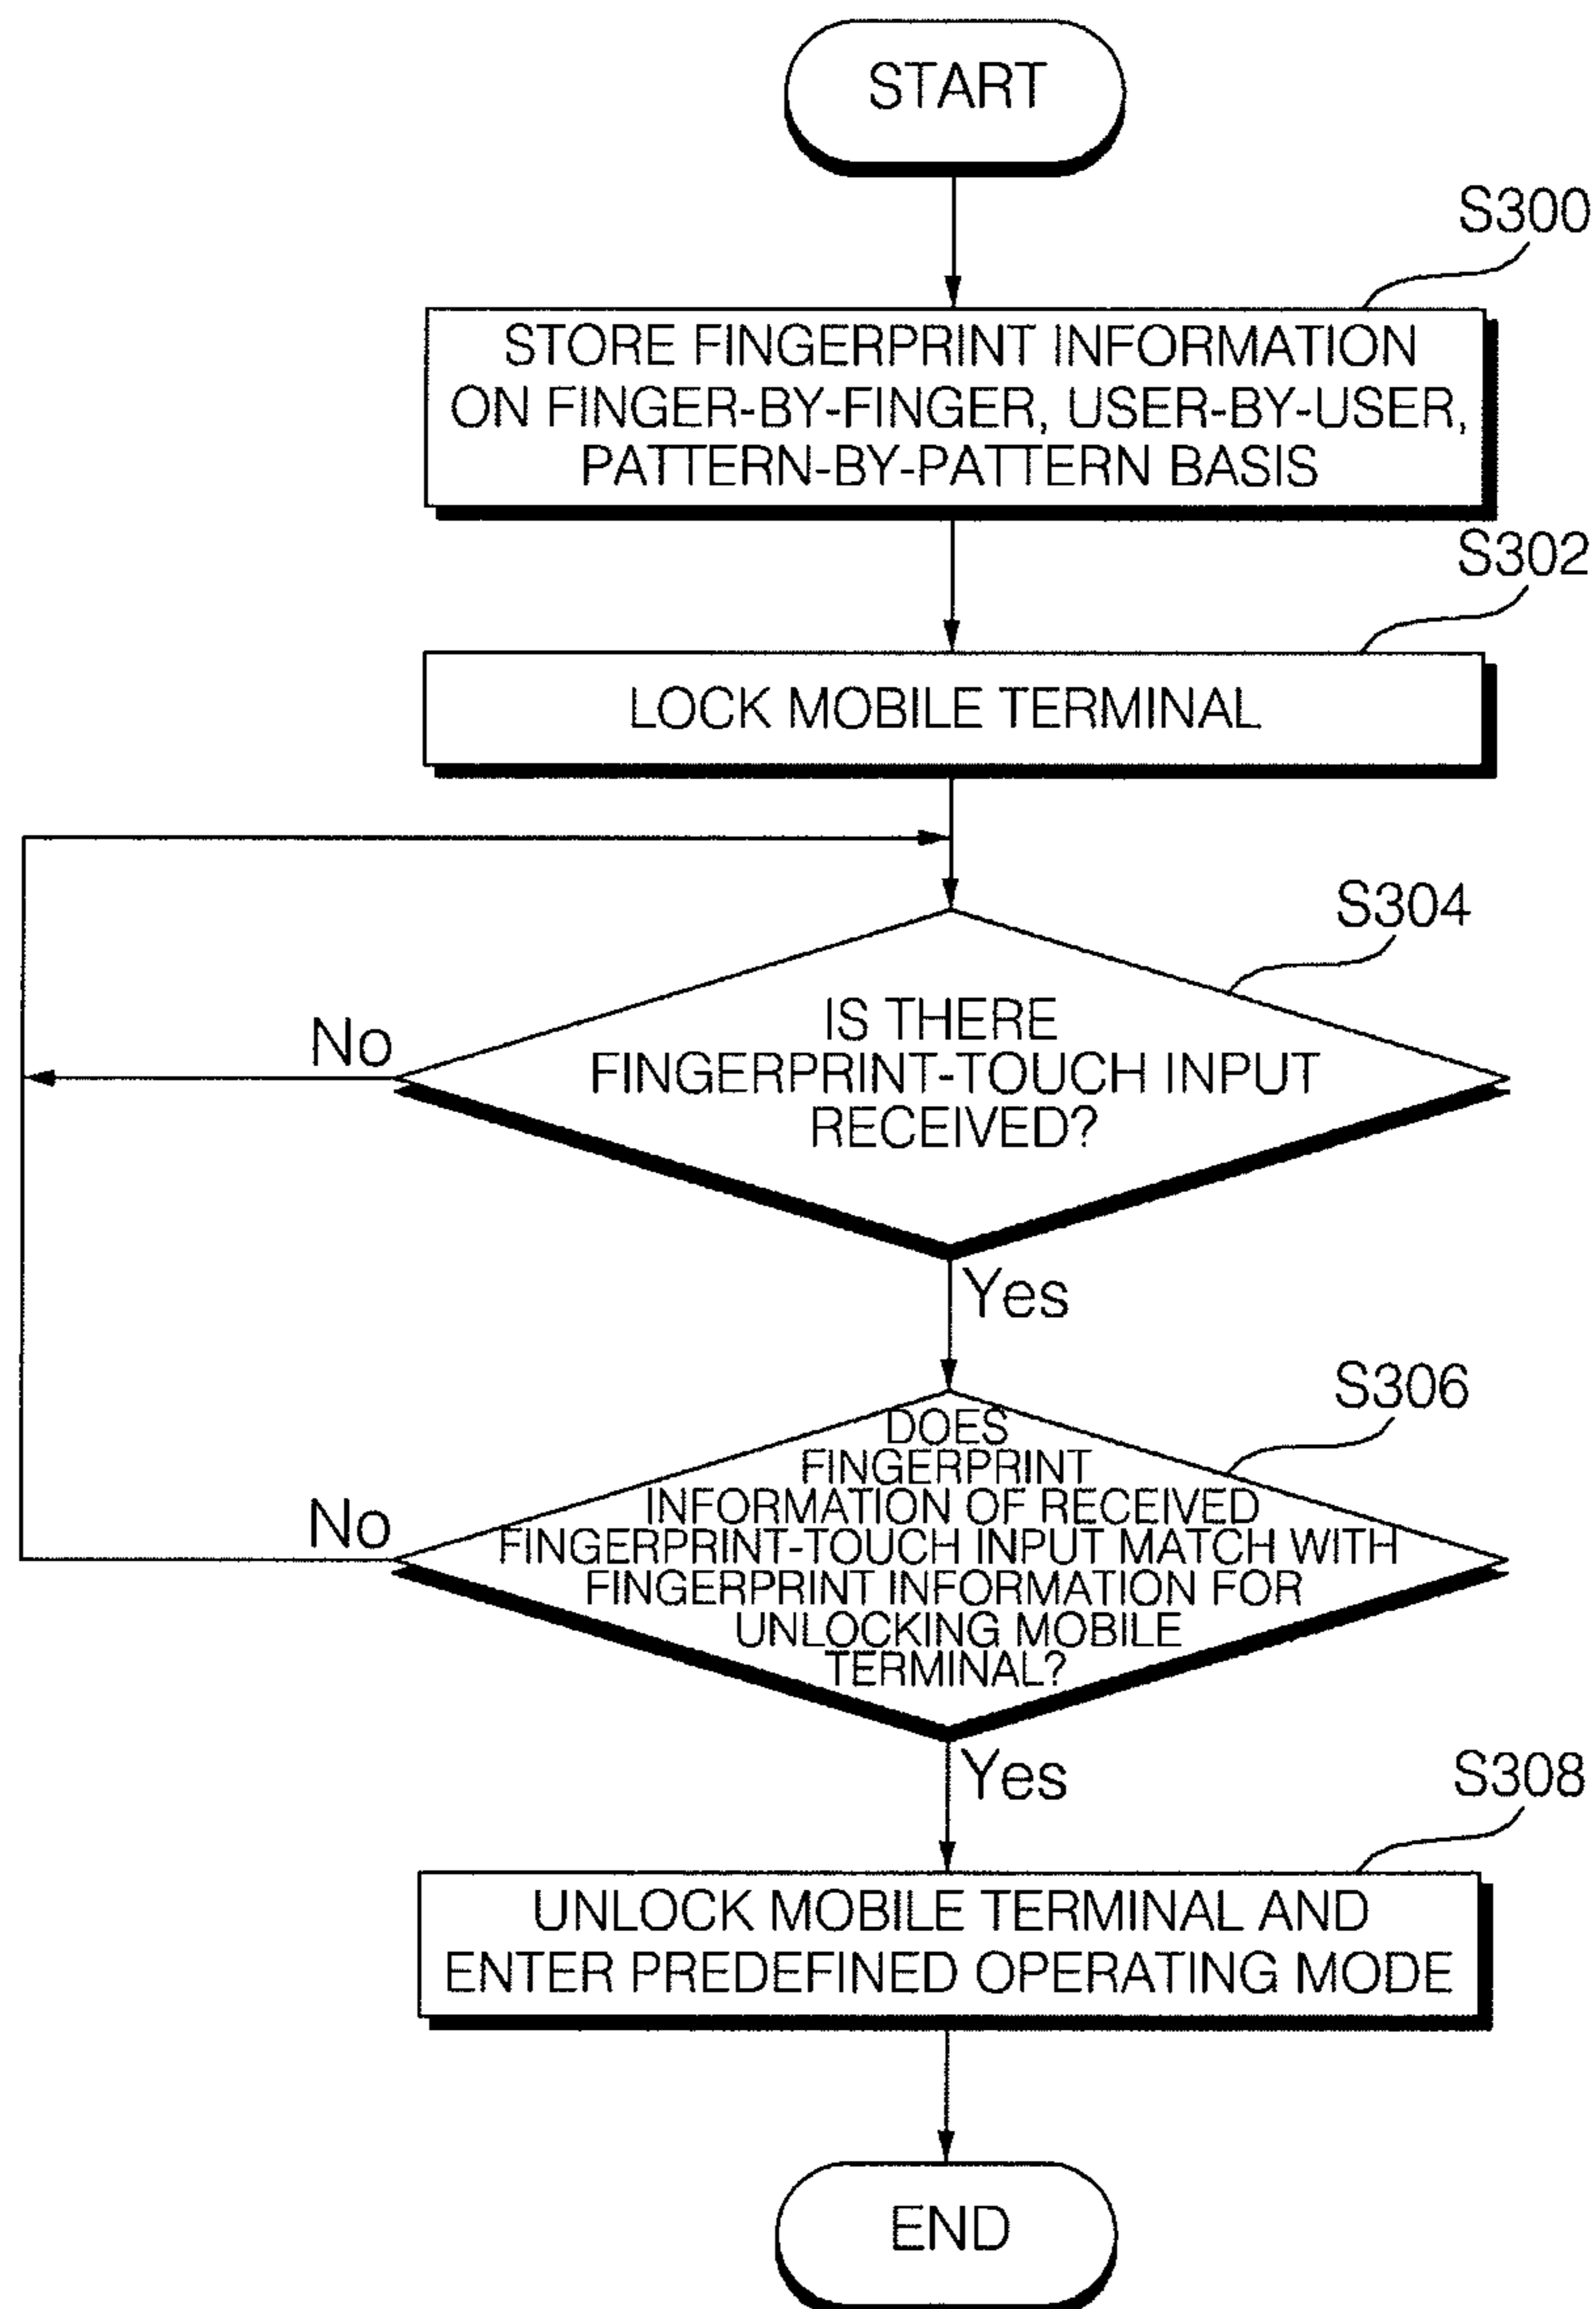 START
S300
STORE FINGERPRINT INFORMATION
ON FINGER-BY-FINGER, USER-BY-USER,
PATTERN-BY-PATTERN BASIS
S302
LOCK MOBILE TERMINAL
S304
IS THERE
No
FINGERPRINT-TOUCH INPUT
RECEIVED?
Yes
S306
DOES
FINGERPRINT
INFORMATION OF RECEIVED
No
FINGERPRINT-TOUCH INPUT MATCH WITH
FINGERPRINT INFORMATION FOR
UNLOCKING MOBILE
TERMINAL?
Yes
S308
UNLOCK MOBILE TERMINAL AND
ENTER PREDEFINED OPERATING MODE
END